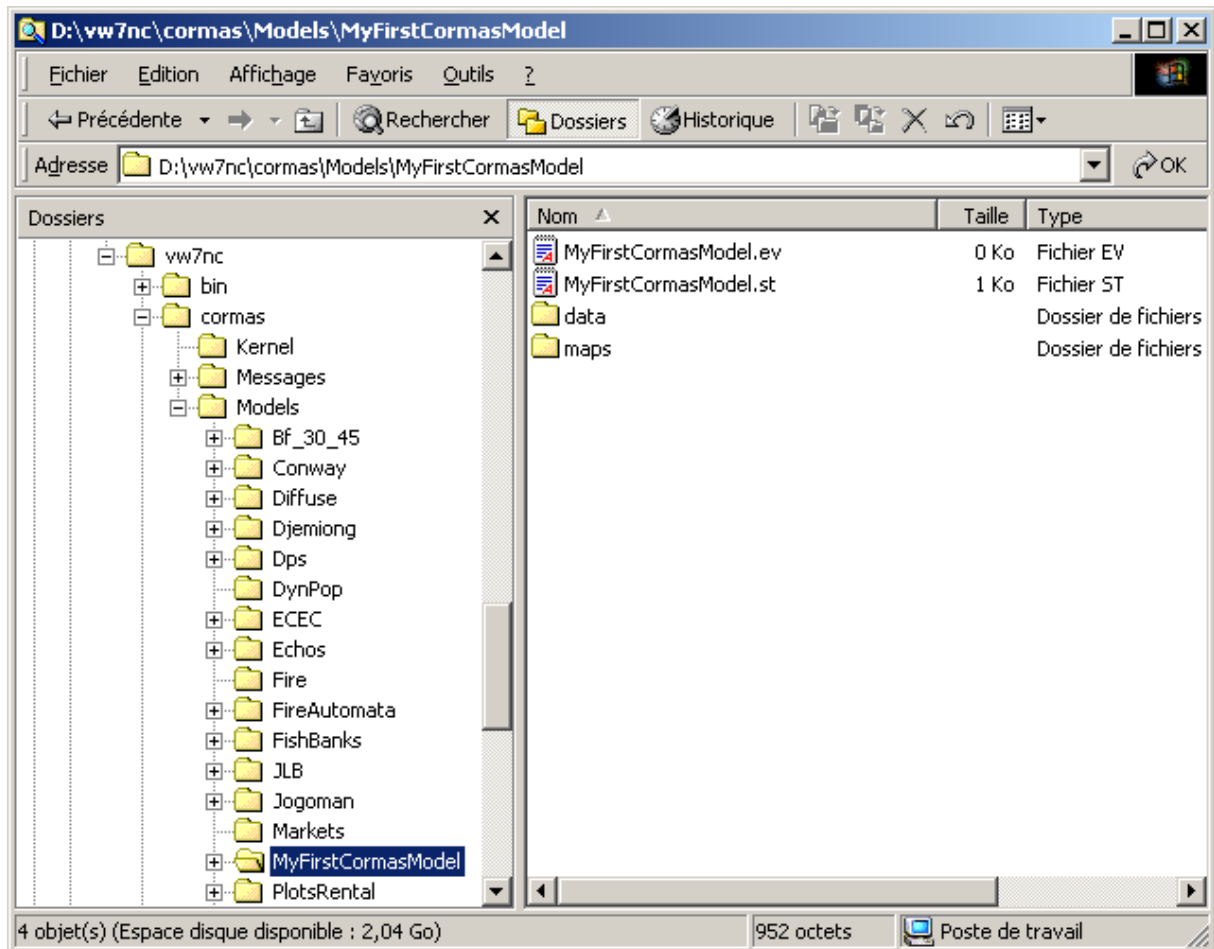 D:\vw7nc\cormas\Models\MyFirstCormasModel
Fichier Edition Affichage Favoris Outils ?
Précédente Rechercher Dossiers Historique
Adresse D:\vw7nc\cormas\Models\MyFirstCormasModel OK
Dossiers
vw7nc
bin
cormas
Kernel
Messages
Models
Bf_30_45
Conway
Diffuse
Djemiong
Dps
DynPop
ECEC
Echos
Fire
FireAutomata
FishBanks
JLB
Jogoman
Markets
MyFirstCormasModel
PlotsRental
Nom Taille Type
MyFirstCormasModel.ev 0 Ko Fichier EV
MyFirstCormasModel.st 1 Ko Fichier ST
data Dossier de fichiers
maps Dossier de fichiers
4 objet(s) (Espace disque disponible : 2,04 Go) 952 octets Poste de travail